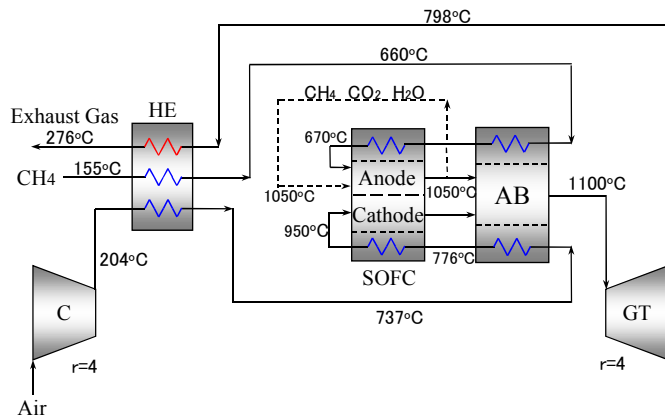 798°C
660°C
Exhaust Gas
HE
CH₄ CO₂ H₂O
276°C
670°C
CH4
155°C
Anode
1050°C
1050°C
1100°C
AB
Cathode
950°C
204°C
776°C
SOFC
C
737°C
GT
r=4
r=4
Air